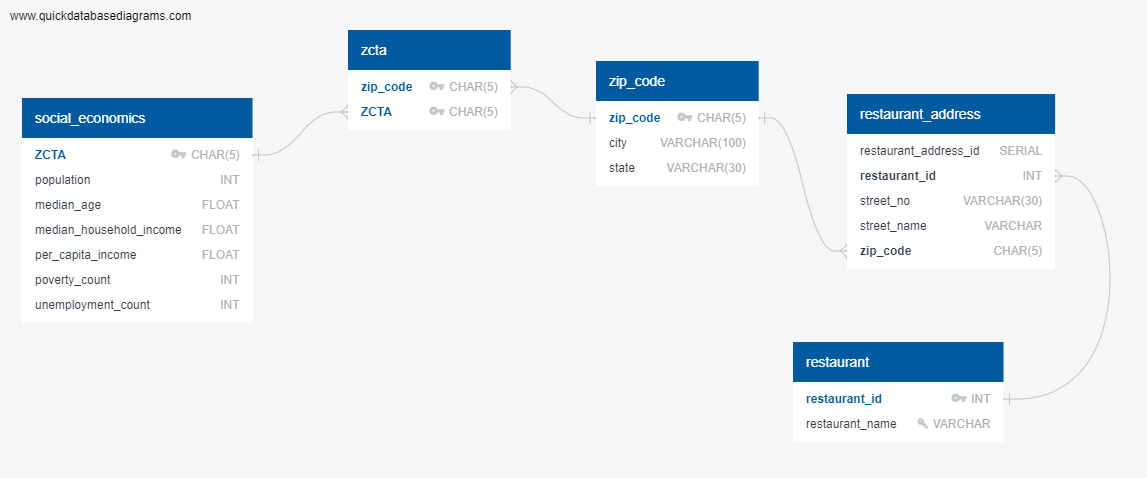 www.quickdatabasediagrams.com
social_economics
ZCTA CHAR(5)
population INT
median_age FLOAT
median_household_income FLOAT
per_capita_income FLOAT
poverty_count INT
unemployment_count INT
zcta
zip_code CHAR(5)
ZCTA CHAR(5)
zip_code
zip_code CHAR(5)
city VARCHAR(100)
state VARCHAR(30)
restaurant_address
restaurant_address_id SERIAL
restaurant_id INT
street_no VARCHAR(30)
street_name VARCHAR
zip_code CHAR(5)
restaurant
restaurant_id INT
restaurant_name VARCHAR